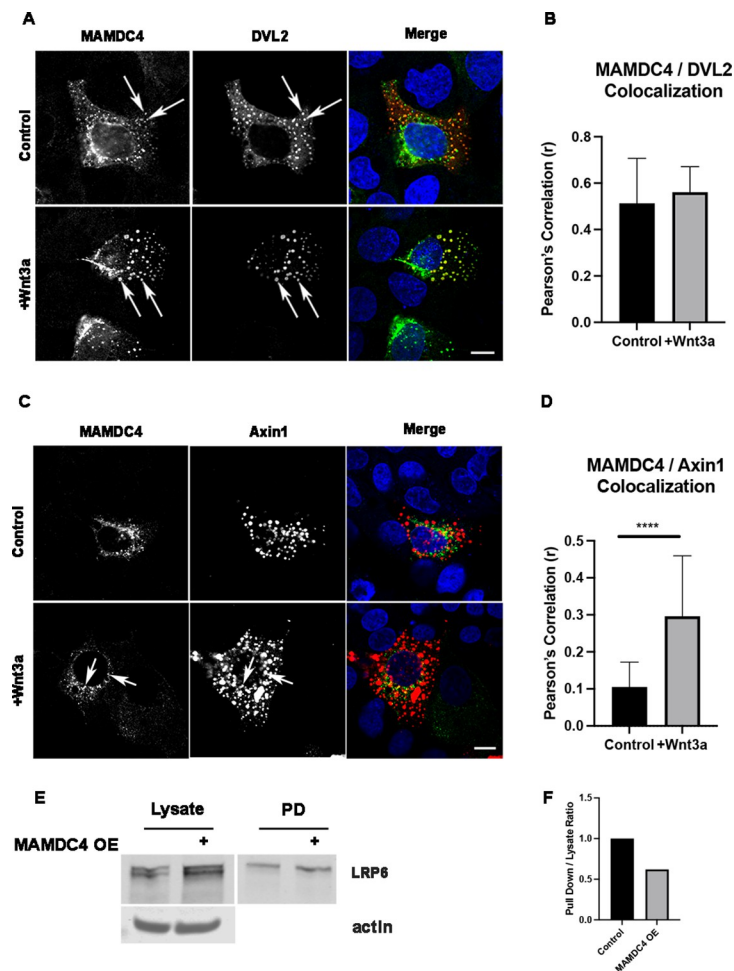 A
MAMDC4 DVL2 Merge
Control
+Wnt3a
B
MAMDC4 / DVL2
Colocalization
Pearson's Correlation (r)
0.8
0.6
0.4
0.2
0.0
Control +Wnt3a
C
MAMDC4 Axin1 Merge
Control
+Wnt3a
D
MAMDC4 / Axin1
Colocalization
****
Pearson's Correlation (r)
0.5
0.4
0.3
0.2
0.1
0.0
Control +Wnt3a
E
Lysate PD
MAMDC4 OE + +
LRP6
actin
F
Pull Down / Lysate Ratio
1.5
1.0
0.5
0.0
Control
MAMDC4 OE